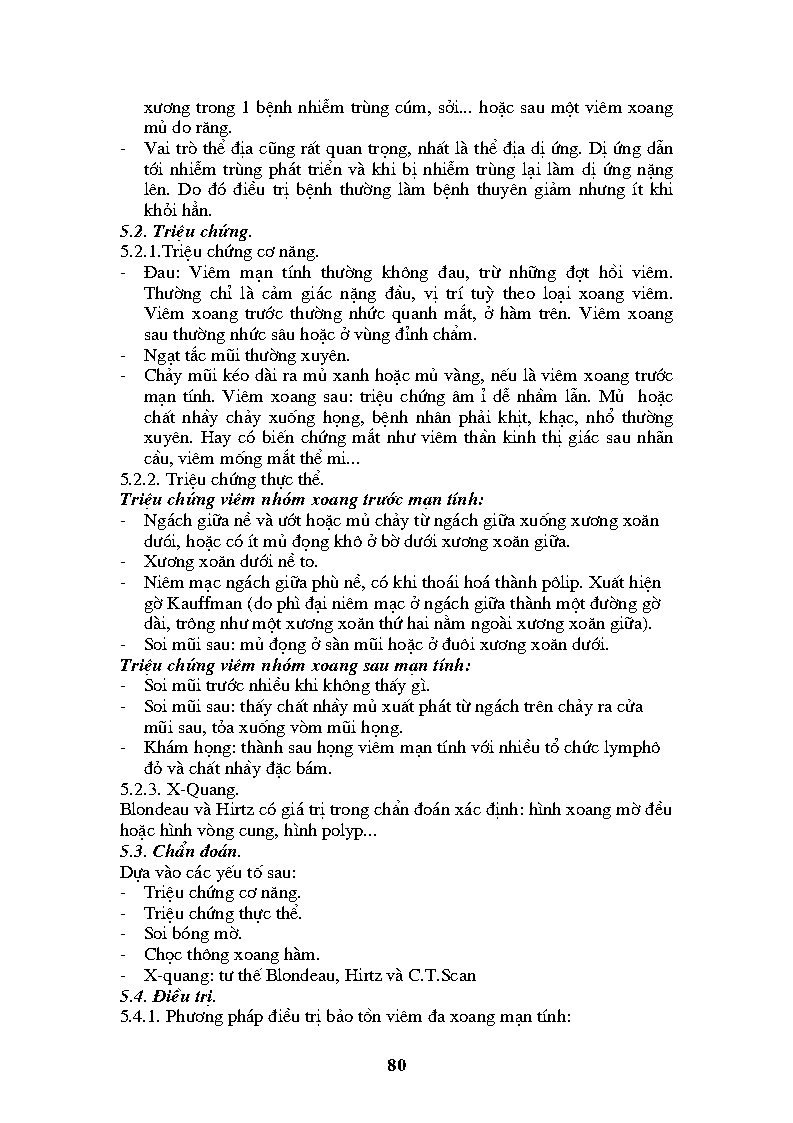 xương trong 1 bệnh nhiễm trùng cúm, sởi... hoặc sau một viêm xoang
mủ do răng.
- Vai trò thể địa cũng rất quan trọng, nhất là thể địa dị ứng. Dị ứng dẫn
tới nhiễm trùng phát triển và khi bị nhiễm trùng lại làm dị ứng nặng
lên. Do đó điều trị bệnh thường làm bệnh thuyên giảm nhưng ít khi
khỏi hẳn.
5.2. Triệu chứng.
5.2.1.Triệu chứng cơ năng.
- Đau: Viêm mạn tính thường không đau, trừ những đợt hồi viêm.
Thường chỉ là cảm giác nặng đầu, vị trí tuỳ theo loại xoang viêm.
Viêm xoang trước thường nhức quanh mắt, ở hàm trên. Viêm xoang
sau thường nhức sâu hoặc ở vùng đỉnh chẩm.
- Ngạt tắc mũi thường xuyên.
- Chảy mũi kéo dài ra mủ xanh hoặc mủ vàng, nếu là viêm xoang trước
mạn tính. Viêm xoang sau: triệu chứng âm ỉ dễ nhầm lẫn. Mủ hoặc
chất nhầy chảy xuống họng, bệnh nhân phải khịt, khạc, nhổ thường
xuyên. Hay có biến chứng mắt như viêm thần kinh thị giác sau nhãn
cầu, viêm mống mắt thể mi...
5.2.2. Triệu chứng thực thể.
Triệu chứng viêm nhóm xoang trước mạn tính:
- Ngách giữa nề và ướt hoặc mủ chảy từ ngách giữa xuống xương xoăn
dưới, hoặc có ít mủ đọng khô ở bờ dưới xương xoăn giữa.
- Xương xoăn dưới nề to.
- Niêm mạc ngách giữa phù nề, có khi thoái hoá thành pôlip. Xuất hiện
gờ Kauffman (do phì đại niêm mạc ở ngách giữa thành một đường gờ
dài, trông như một xương xoăn thứ hai nằm ngoài xương xoăn giữa).
- Soi mũi sau: mủ đọng ở sàn mũi hoặc ở đuôi xương xoăn dưới.
Triệu chứng viêm nhóm xoang sau mạn tính:
- Soi mũi trước nhiều khi không thấy gì.
- Soi mũi sau: thấy chất nhầy mủ xuất phát từ ngách trên chảy ra cửa
mũi sau, tỏa xuống vòm mũi họng.
- Khám họng: thành sau họng viêm mạn tính với nhiều tổ chức lymphô
đỏ và chất nhầy đặc bám.
5.2.3. X-Quang.
Blondeau và Hirtz có giá trị trong chẩn đoán xác định: hình xoang mờ đều
hoặc hình vòng cung, hình polyp...
5.3. Chẩn đoán.
Dựa vào các yếu tố sau:
- Triệu chứng cơ năng.
- Triệu chứng thực thể.
- Soi bóng mờ.
- Chọc thông xoang hàm.
- X-quang: tư thế Blondeau, Hirtz và C.T.Scan
5.4. Điều trị.
5.4.1. Phương pháp điều trị bảo tồn viêm đa xoang mạn tính:
80